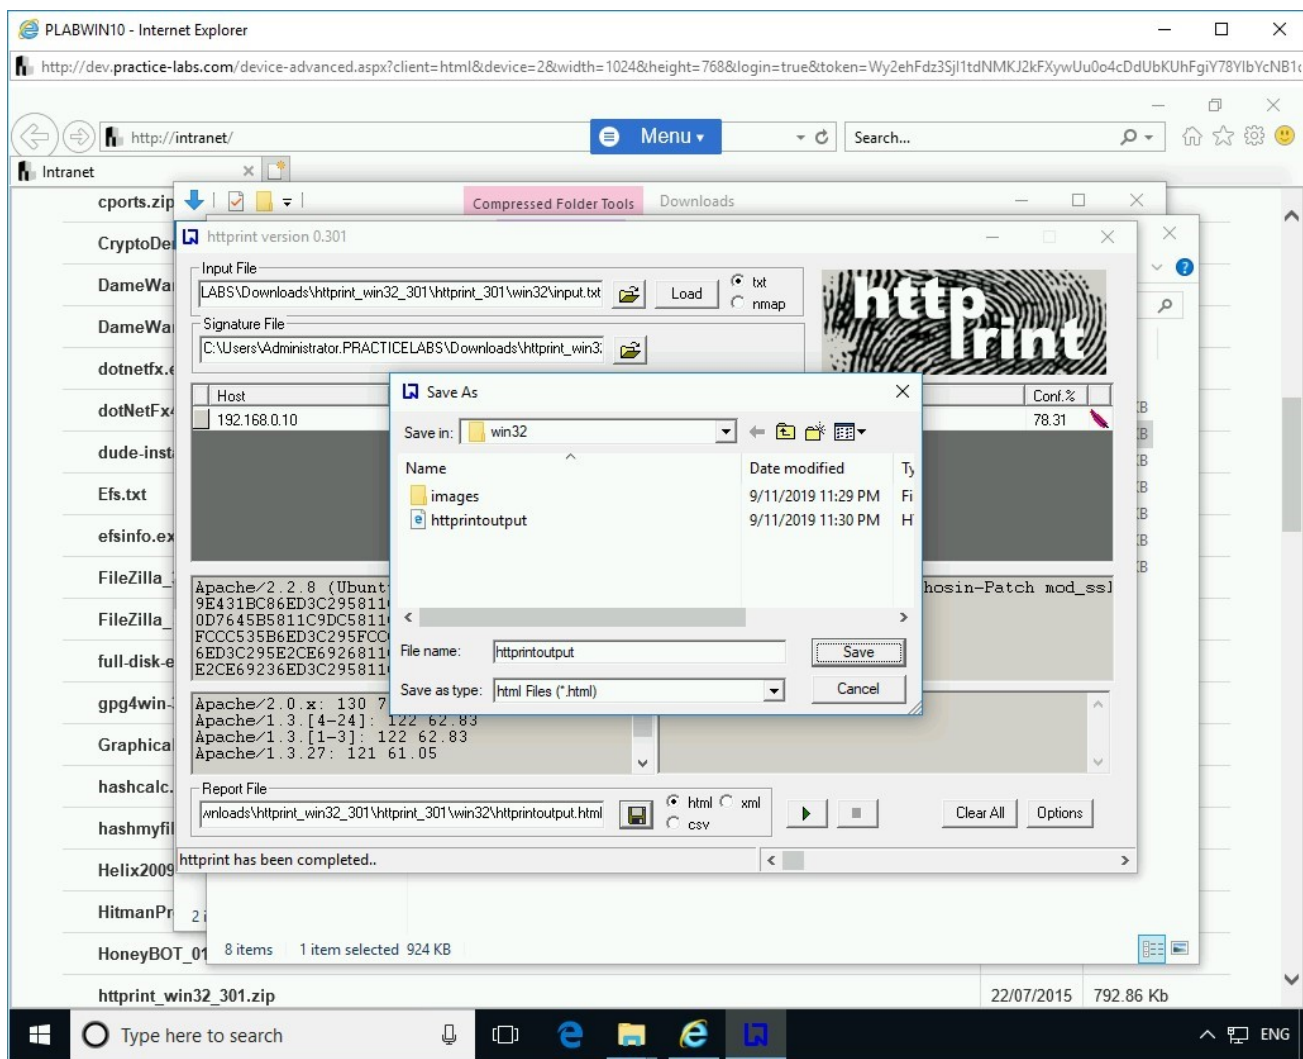 PLABWIN10 - Internet Explorer
http://dev.practice-labs.com/device-advanced.aspx?client=html&device=2&width=1024&height=768&login=true&token=Wy2ehFdz3SjI1tdNMKJ2kFXywUu0o4cDdUbKUhFgiY78YIbYcNB1
http://intranet/
Menu
Search...
Intranet
cports.zip
Compressed Folder Tools
Downloads
CryptoDe
httprint version 0.301
DameWa
Input File
LABS\Downloads\httprint_win32_301\httprint_301\win32\input.txt
Load
txt
nmap
http
print
DameWa
Signature File
C:\Users\Administrator.PRACTICELABS\Downloads\httprint_win3
dotnetfx.e
Host
Conf.%
Save As
dotNetFx4
192.168.0.10
78.31
Save in:
win32
dude-inst
Name
Date modified
Ty
Efs.txt
images
9/11/2019 11:29 PM
Fi
efsinfo.ex
httprintoutput
9/11/2019 11:30 PM
H
FileZilla_
Apache/2.2.8 (Ubunt
hosin-Patch mod_ssl
9E431BC86ED3C295811
FileZilla_
0D7645B5811C9DC5811
FCCC535B6ED3C295FCC
full-disk-e
6ED3C295E2CE6926811
File name:
httprintoutput
Save
E2CE69236ED3C295811
Save as type:
html Files (*.html)
Cancel
gpg4win-
Apache/2.0.x: 130 7
Apache/1.3.[4-24]: 122 62.83
Graphica
Apache/1.3.[1-3]: 122 62.83
Apache/1.3.27: 121 61.05
hashcalc.
Report File
wnloads\httprint_win32_301\httprint_301\win32\httprintoutput.html
html
xml
csv
Clear All
Options
hashmyfil
httprint has been completed..
Helix2009
HitmanPr
2 i
HoneyBOT_01
8 items
1 item selected 924 KB
httprint_win32_301.zip
22/07/2015
792.86 Kb
Type here to search
ENG